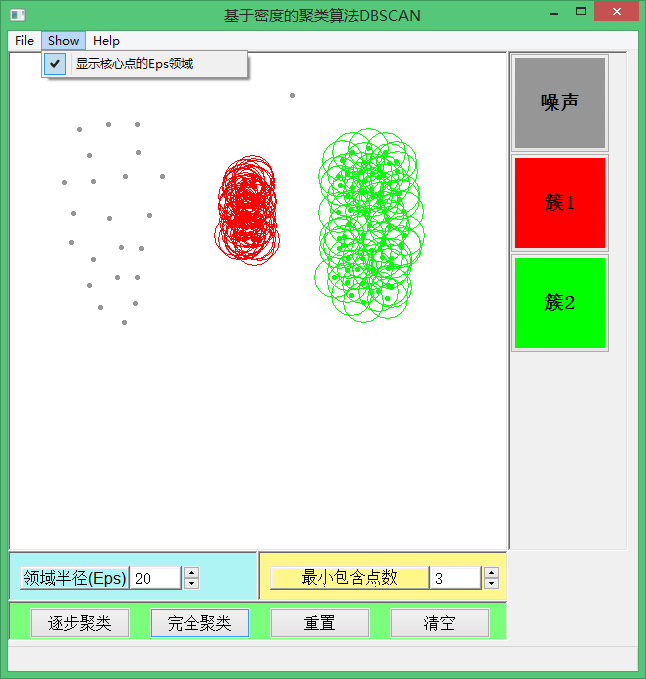 基于密度的聚类算法DBSCAN
File Show Help
显示核心点的Eps领域
噪声
簇1
簇2
领域半径(Eps) 20 最小包含点数 3
逐步聚类 完全聚类 重置 清空